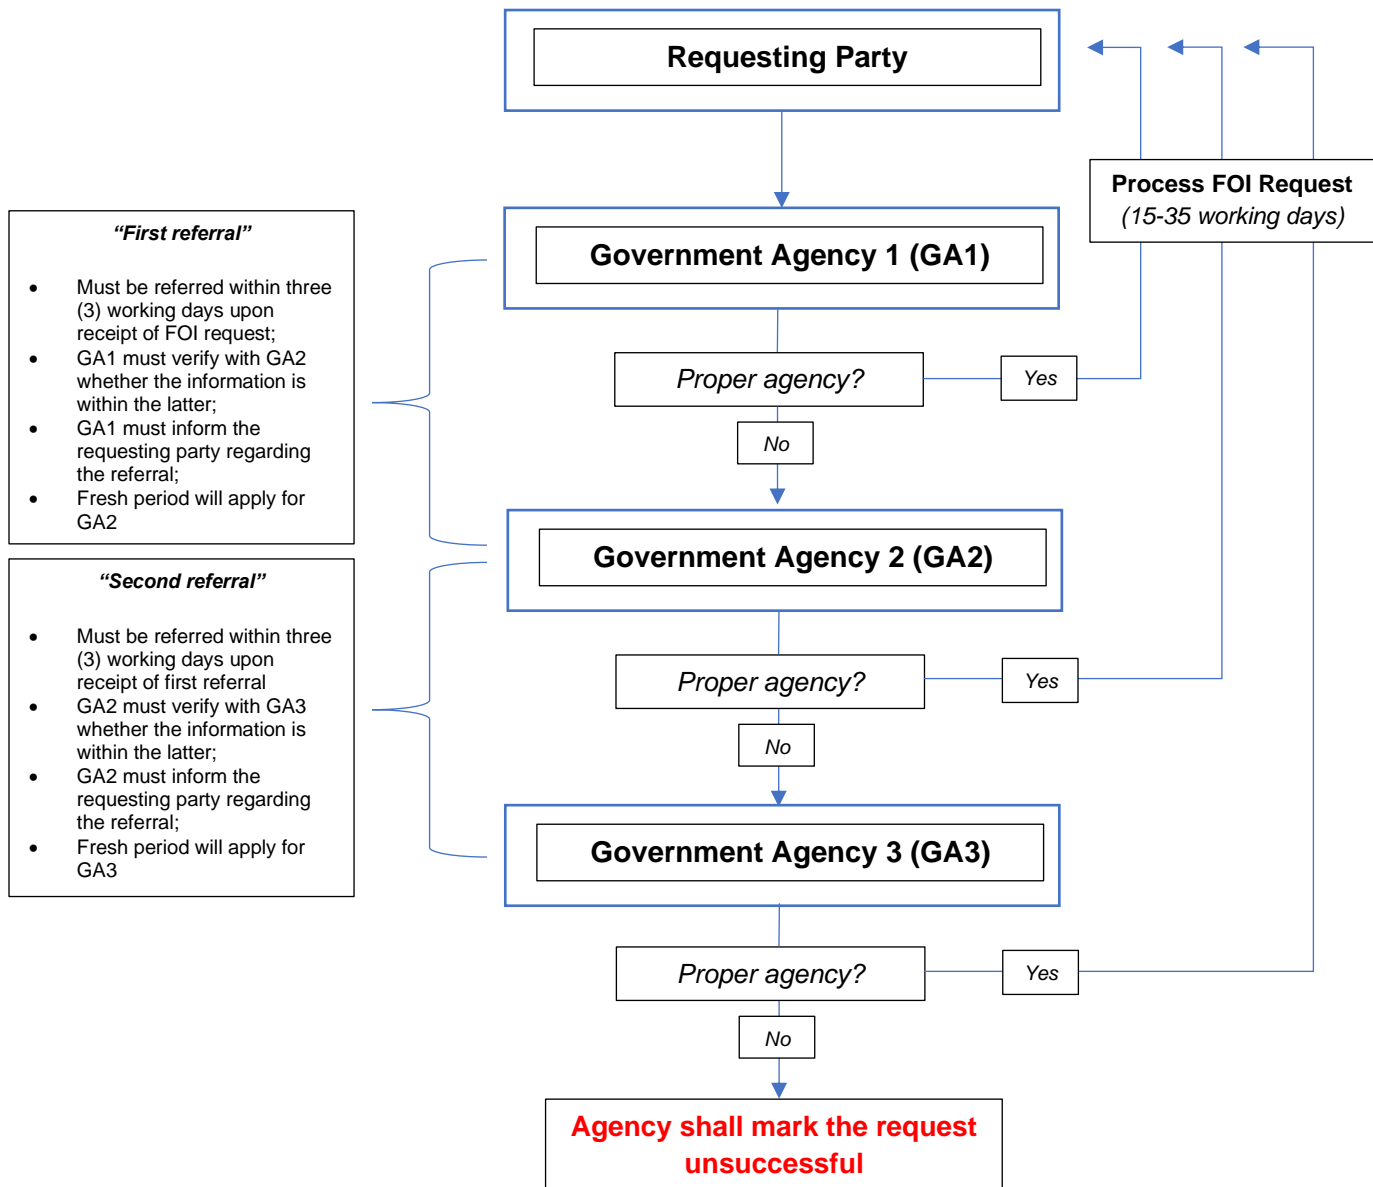 Requesting Party
Process FOI Request
(15-35 working days)
“First referral”
• Must be referred within three
(3) working days upon
receipt of FOI request;
• GA1 must verify with GA2
whether the information is
within the latter;
• GA1 must inform the
requesting party regarding
the referral;
• Fresh period will apply for
GA2
Government Agency 1 (GA1)
Proper agency?
Yes
No
Government Agency 2 (GA2)
“Second referral”
• Must be referred within three
(3) working days upon
receipt of first referral
• GA2 must verify with GA3
whether the information is
within the latter;
• GA2 must inform the
requesting party regarding
the referral;
• Fresh period will apply for
GA3
Proper agency?
Yes
No
Government Agency 3 (GA3)
Proper agency?
Yes
No
Agency shall mark the request
unsuccessful